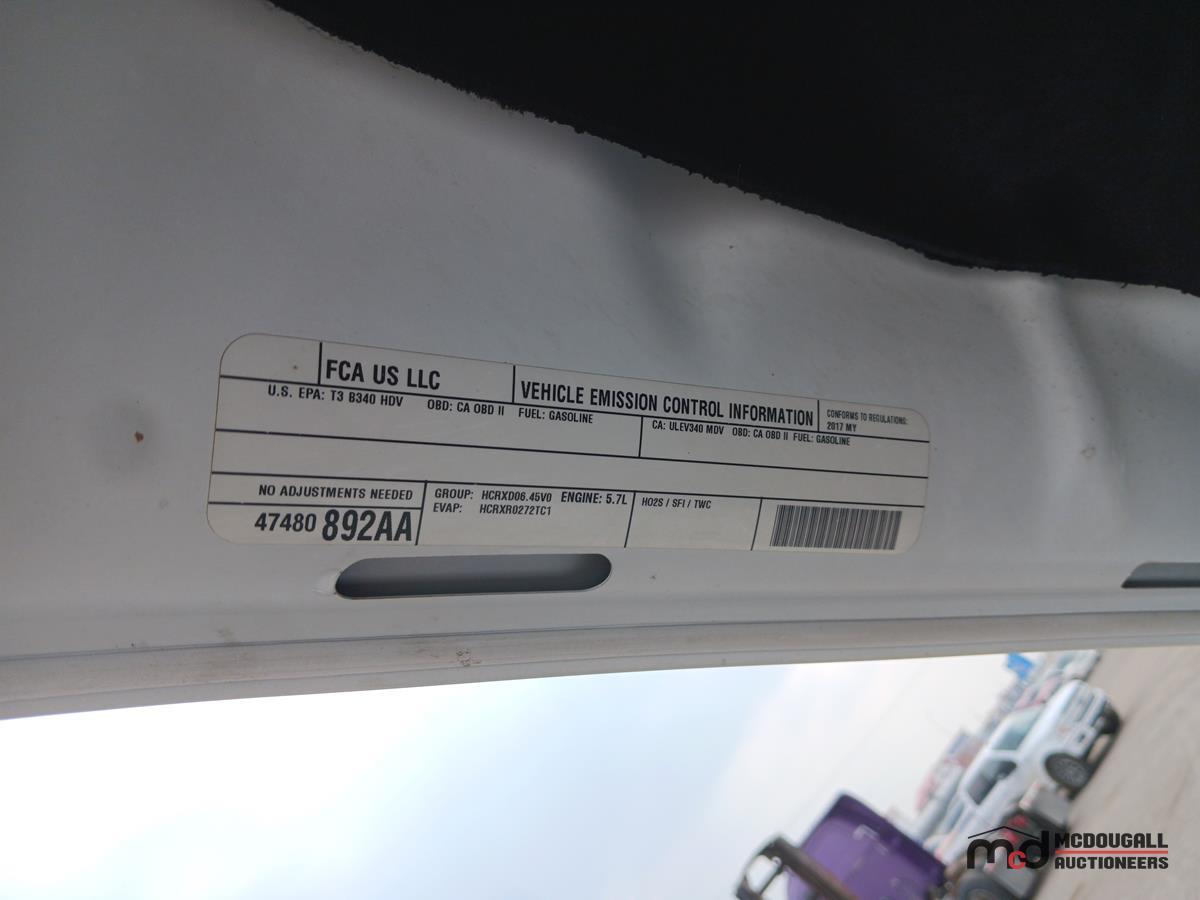 FCA US LLC
VEHICLE EMISSION CONTROL INFORMATION
CONFORMS TO REGULATIONS:
2017 MY
U.S. EPA: T3 B340 HDV OBD: CA OBD II FUEL: GASOLINE
CA: ULEV340 MDV OBD: CA OBD II FUEL: GASOLINE
NO ADJUSTMENTS NEEDED
47480 892AA
GROUP: HCRXD06.45V0 ENGINE: 5.7L
EVAP: HCRXR0272TC1
HO2S / SFI / TWC
mcd MCDOUGALL
AUCTIONEERS